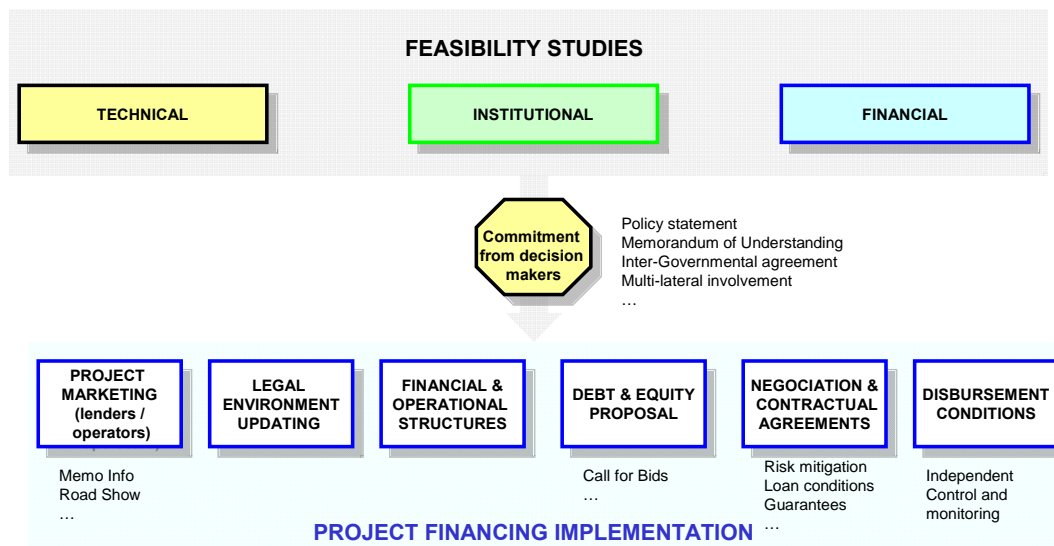 FEASIBILITY STUDIES
TECHNICAL
INSTITUTIONAL
FINANCIAL
Commitment
from decision
makers
Policy statement
Memorandum of Understanding
Inter-Governmental agreement
Multi-lateral involvement
…
PROJECT
MARKETING
(lenders /
operators)
Memo Info
Road Show
…
LEGAL
ENVIRONMENT
UPDATING
FINANCIAL &
OPERATIONAL
STRUCTURES
DEBT & EQUITY
PROPOSAL
Call for Bids
…
NEGOCIATION &
CONTRACTUAL
AGREEMENTS
Risk mitigation
Loan conditions
Guarantees
…
DISBURSEMENT
CONDITIONS
Independent
Control and
monitoring
PROJECT FINANCING IMPLEMENTATION